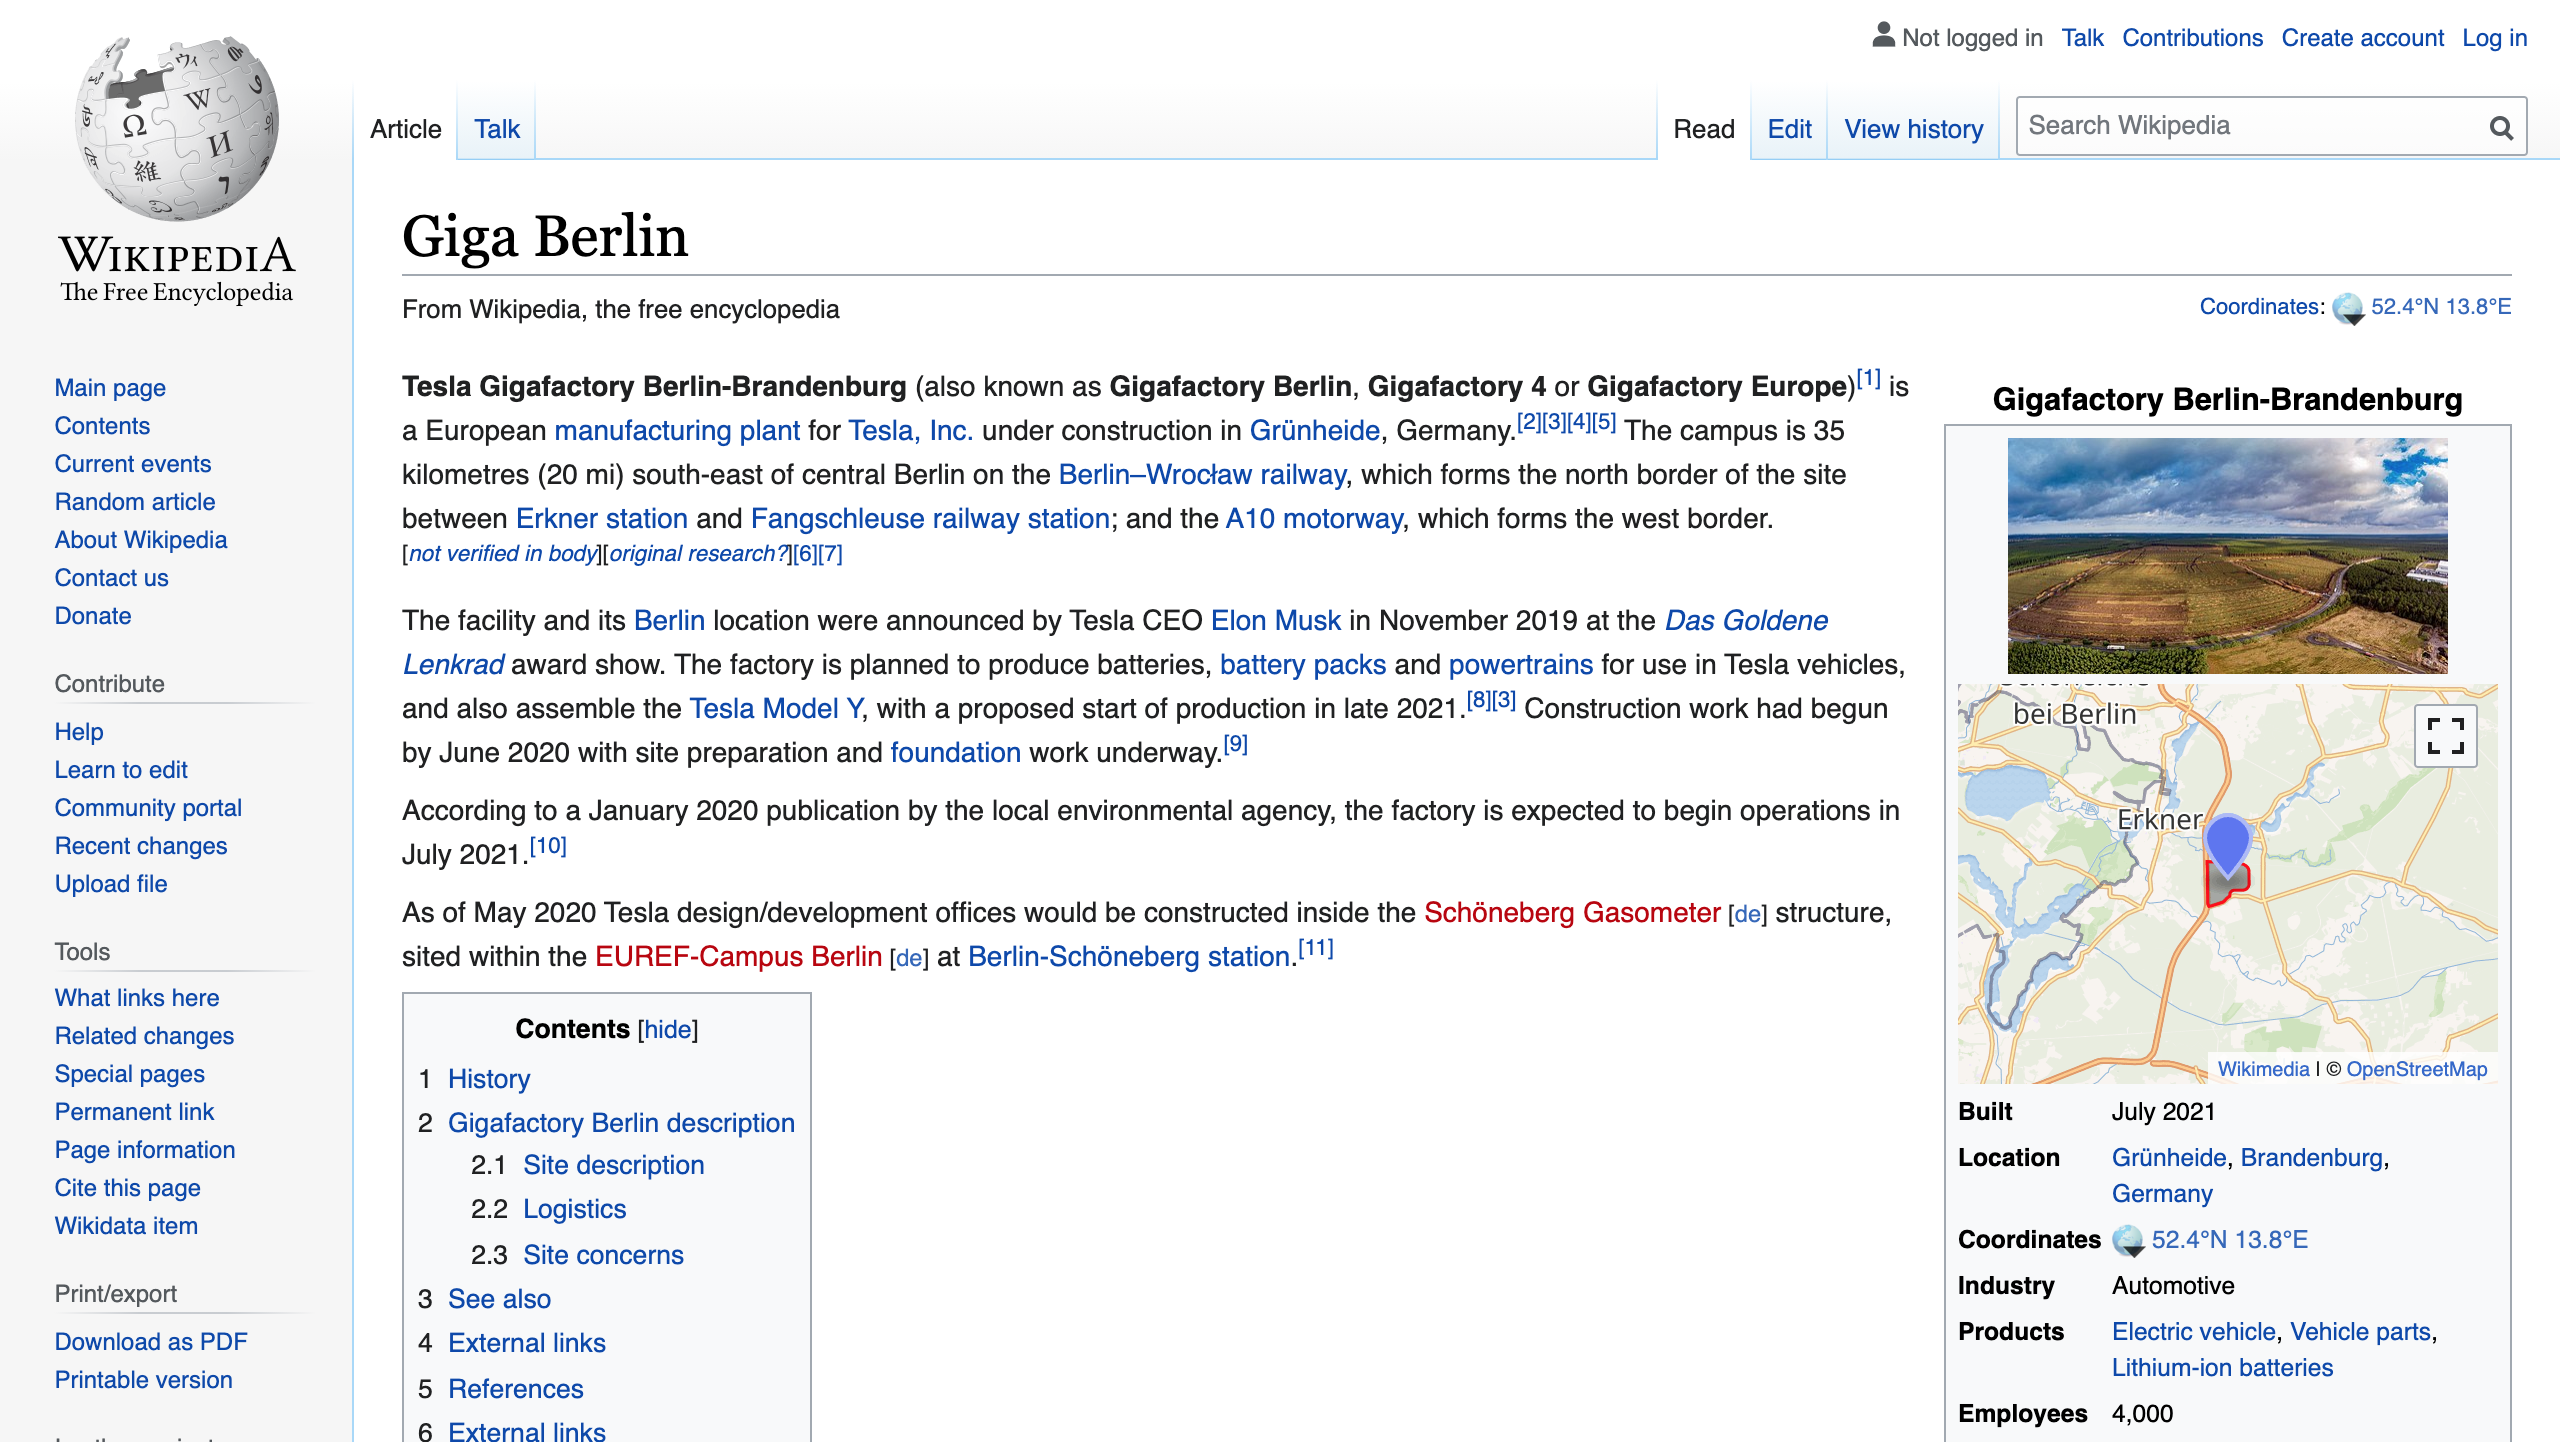 Not logged in Talk Contributions Create account Log in
Article Talk Read Edit View history Search Wikipedia
WIKIPEDIA
The Free Encyclopedia
Main page
Contents
Current events
Random article
About Wikipedia
Contact us
Donate
Contribute
Help
Learn to edit
Community portal
Recent changes
Upload file
Tools
What links here
Related changes
Special pages
Permanent link
Page information
Cite this page
Wikidata item
Print/export
Download as PDF
Printable version
Giga Berlin
From Wikipedia, the free encyclopedia
Coordinates: 52.4°N 13.8°E
Tesla Gigafactory Berlin-Brandenburg (also known as Gigafactory Berlin, Gigafactory 4 or Gigafactory Europe)[1] is
a European manufacturing plant for Tesla, Inc. under construction in Grünheide, Germany.[2][3][4][5] The campus is 35
kilometres (20 mi) south-east of central Berlin on the Berlin–Wrocław railway, which forms the north border of the site
between Erkner station and Fangschleuse railway station; and the A10 motorway, which forms the west border.
[not verified in body][original research?][6][7]
The facility and its Berlin location were announced by Tesla CEO Elon Musk in November 2019 at the Das Goldene
Lenkrad award show. The factory is planned to produce batteries, battery packs and powertrains for use in Tesla vehicles,
and also assemble the Tesla Model Y, with a proposed start of production in late 2021.[8][3] Construction work had begun
by June 2020 with site preparation and foundation work underway.[9]
According to a January 2020 publication by the local environmental agency, the factory is expected to begin operations in
July 2021.[10]
As of May 2020 Tesla design/development offices would be constructed inside the Schöneberg Gasometer [de] structure,
sited within the EUREF-Campus Berlin [de] at Berlin-Schöneberg station.[11]
Contents [hide]
1 History
2 Gigafactory Berlin description
2.1 Site description
2.2 Logistics
2.3 Site concerns
3 See also
4 External links
5 References
6 External links
Gigafactory Berlin-Brandenburg
bei Berlin
Erkner
Wikimedia | © OpenStreetMap
Built July 2021
Location Grünheide, Brandenburg,
Germany
Coordinates 52.4°N 13.8°E
Industry Automotive
Products Electric vehicle, Vehicle parts,
Lithium-ion batteries
Employees 4,000